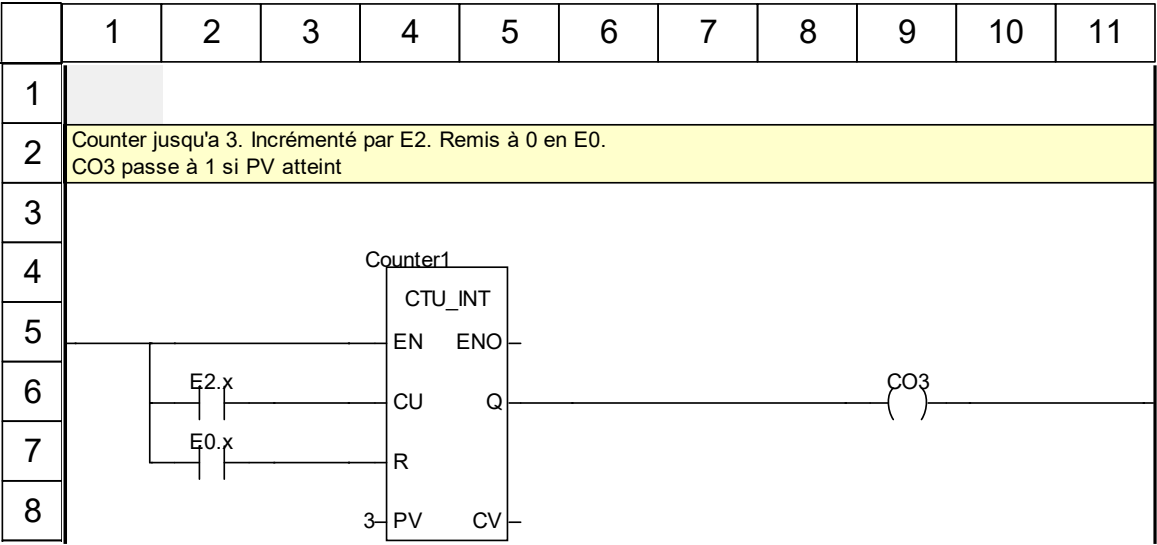 1 2 3 4 5 6 7 8 9 10 11
1
2
Counter jusqu'a 3. Incrémenté par E2. Remis à 0 en E0.
CO3 passe à 1 si PV atteint
3
4
Counter1
CTU_INT
5
EN ENO
6
E2.x
CU Q
CO3
7
E0.x
R
8
3 PV CV